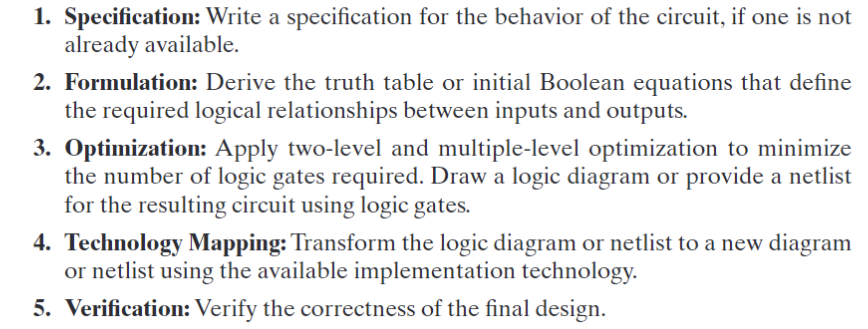 1. Specification: Write a specification for the behavior of the circuit, if one is not
already available.
2. Formulation: Derive the truth table or initial Boolean equations that define
the required logical relationships between inputs and outputs.
3. Optimization: Apply two-level and multiple-level optimization to minimize
the number of logic gates required. Draw a logic diagram or provide a netlist
for the resulting circuit using logic gates.
4. Technology Mapping: Transform the logic diagram or netlist to a new diagram
or netlist using the available implementation technology.
5. Verification: Verify the correctness of the final design.